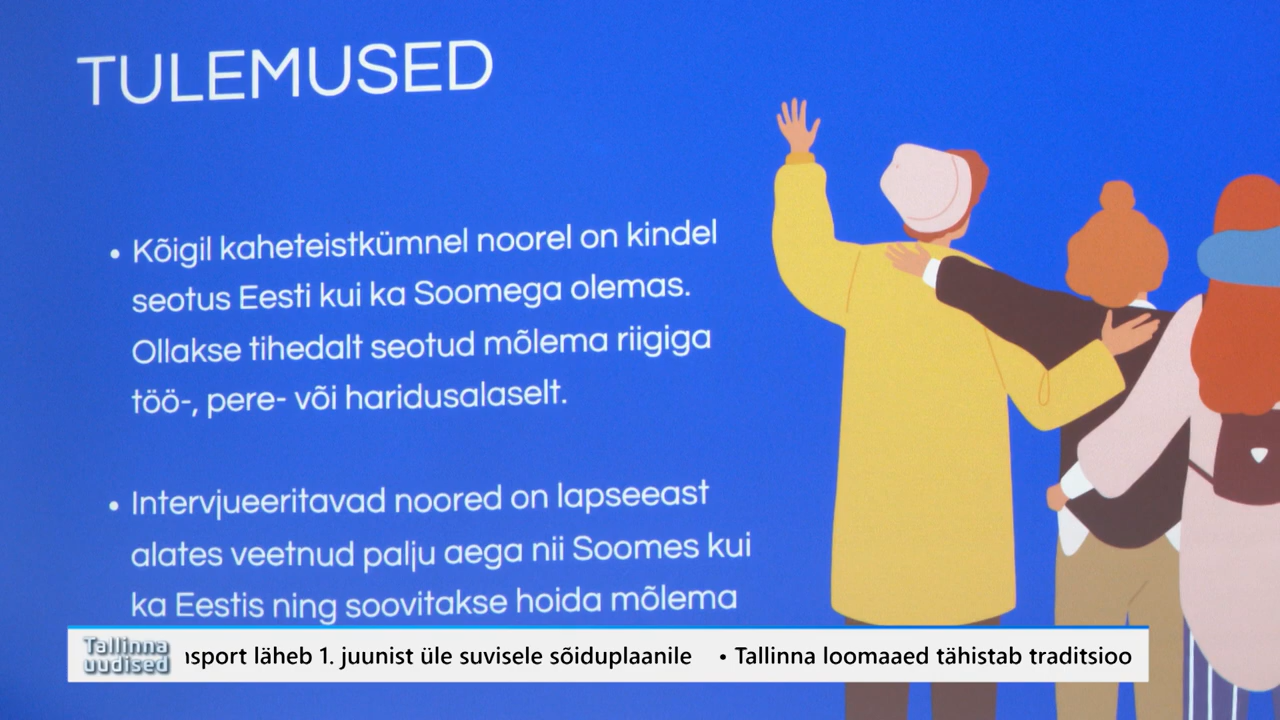 TULEMUSED
• Kõigil kaheteistkümnel noorel on kindel
seotus Eesti kui ka Soomega olemas.
Ollakse tihedalt seotud mõlema riigiga
töö-, pere- või haridusalaselt.
• Intervjueeritavad noored on lapseeast
alates veetnud palju aega nii Soomes kui
ka Eestis ning soovitakse hoida mõlema
Tallinna
uudised
nsport läheb 1. juunist üle suvisele sõiduplaanile • Tallinna loomaaed tähistab traditsioo